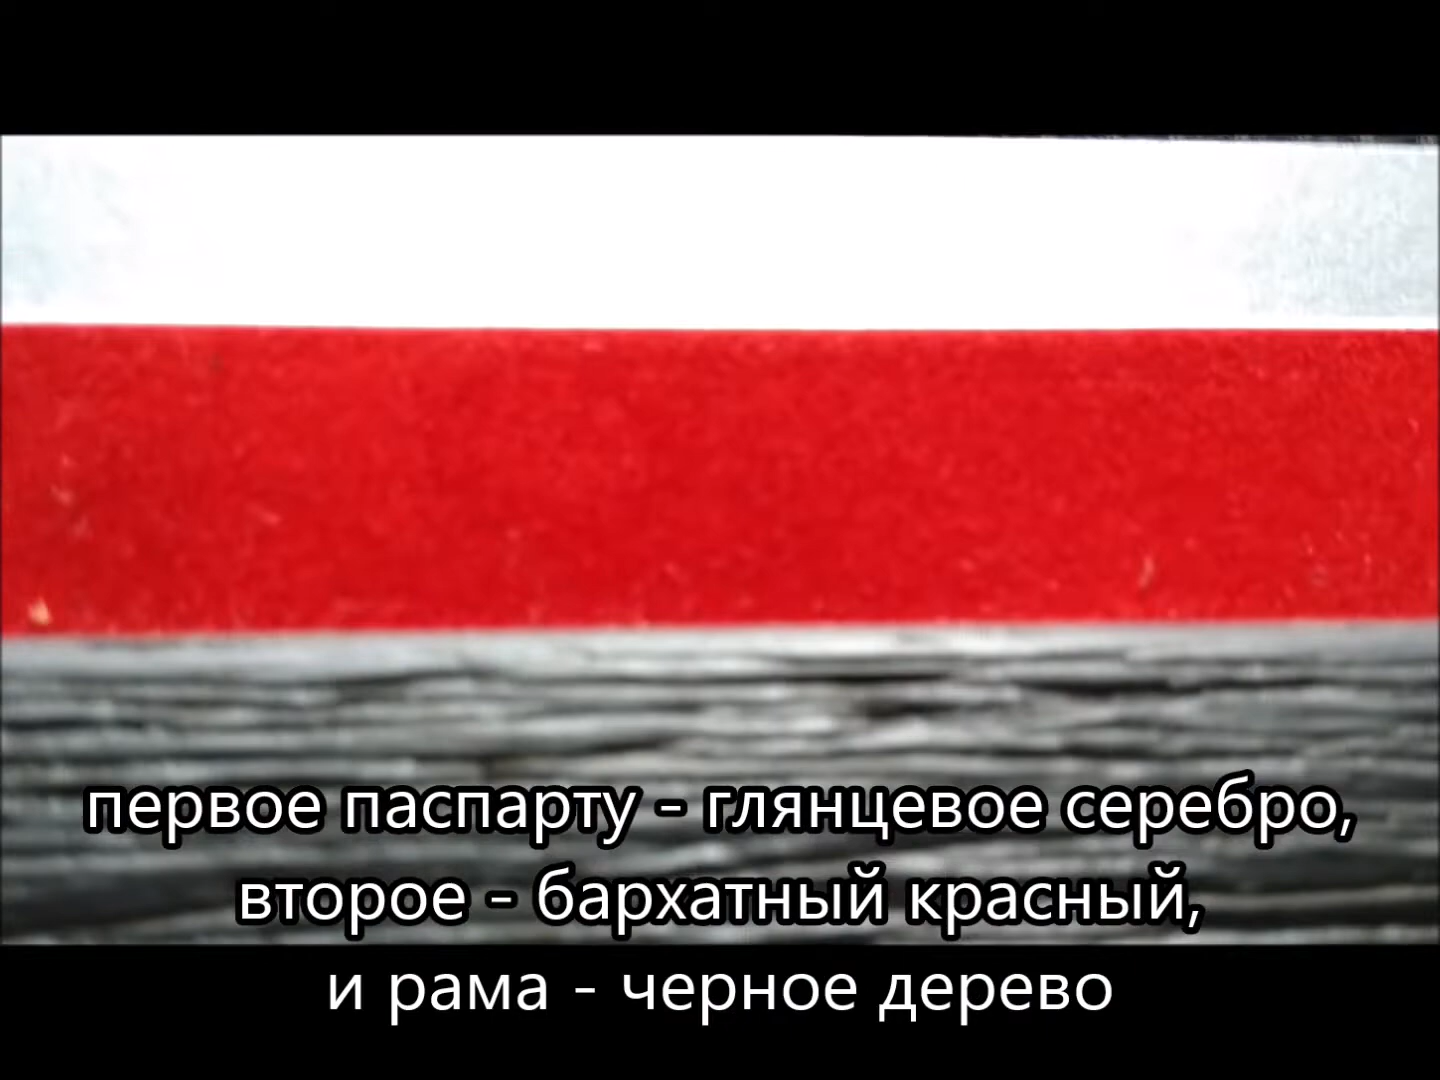 первое паспарту - глянцевое серебро,
второе - бархатный красный,
и рама - черное дерево